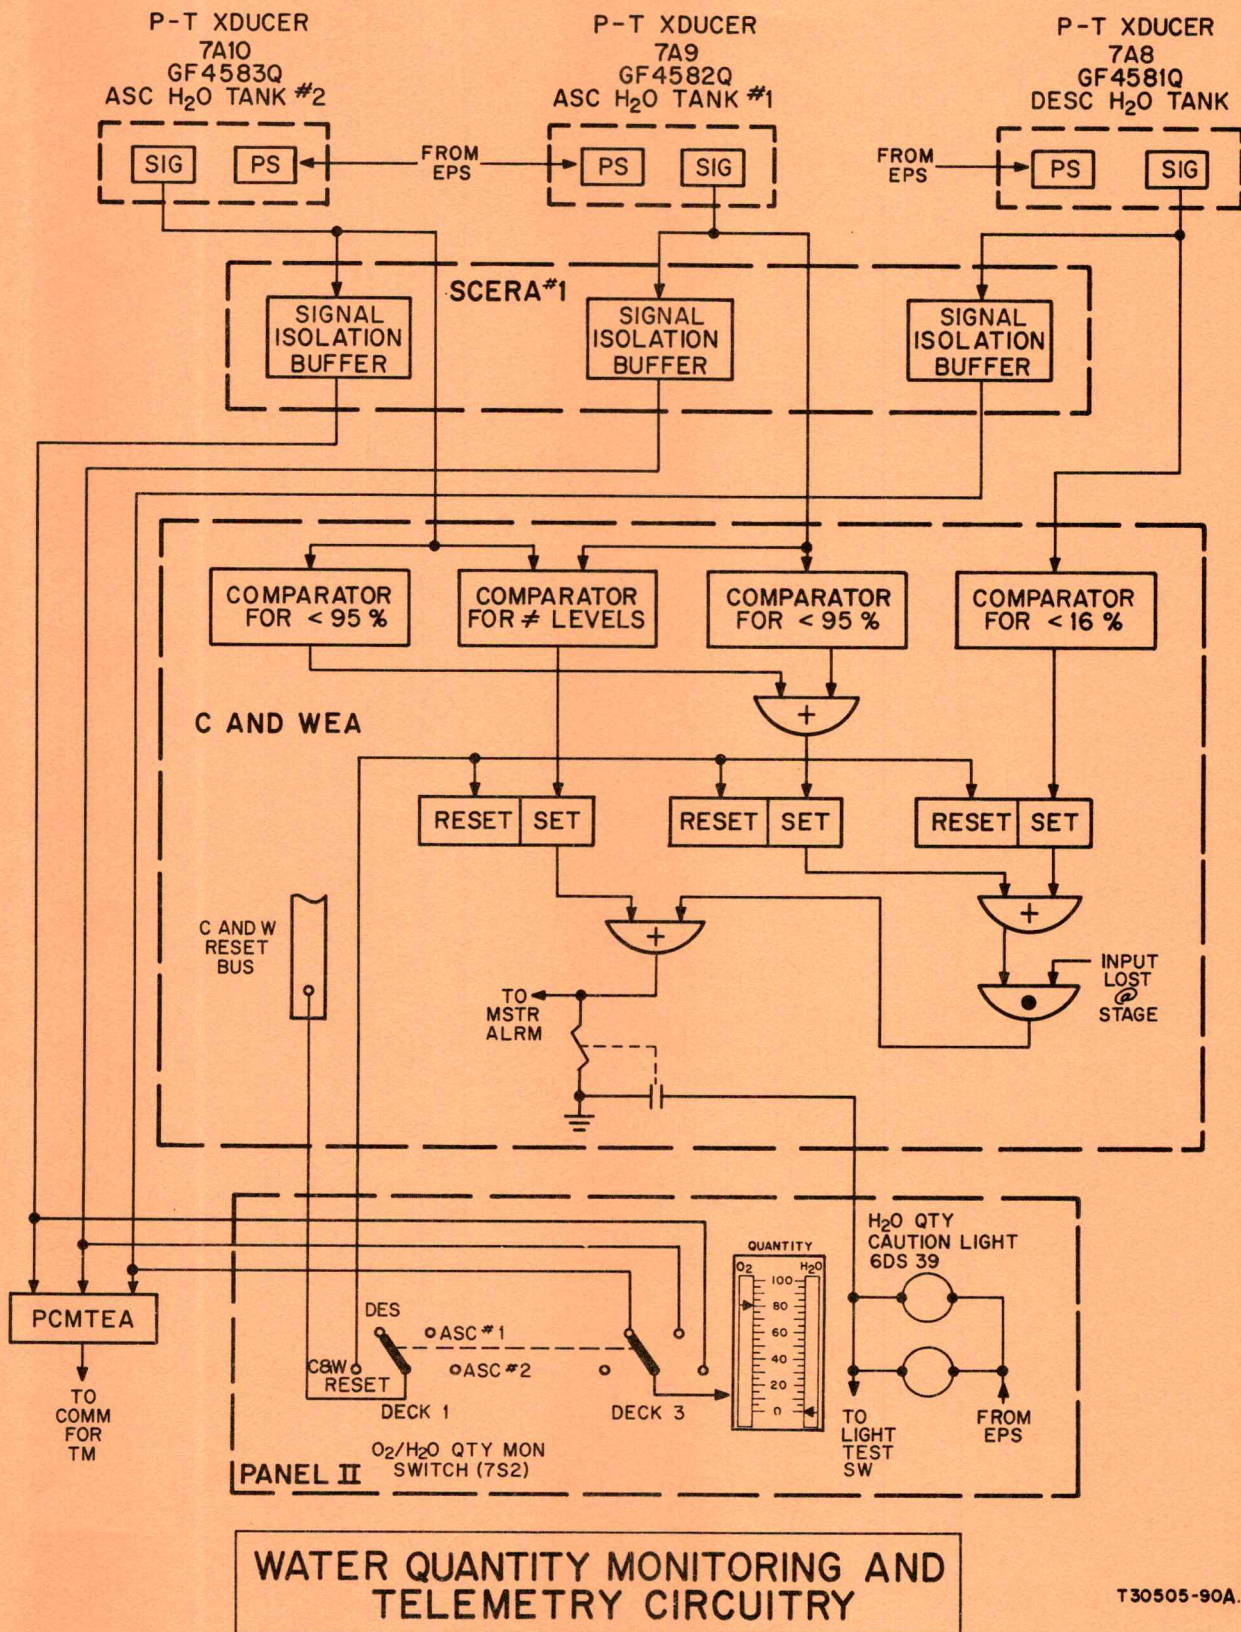 P-T XDUCER
7A10
GF4583Q
ASC H₂O TANK #2
P-T XDUCER
7A9
GF4582Q
ASC H₂O TANK #1
P-T XDUCER
7A8
GF4581Q
DESC H₂O TANK
SIG
PS
FROM
EPS
PS
SIG
FROM
EPS
PS
SIG
SCERA #1
SIGNAL
ISOLATION
BUFFER
SIGNAL
ISOLATION
BUFFER
SIGNAL
ISOLATION
BUFFER
COMPARATOR
FOR < 95 %
COMPARATOR
FOR ≠ LEVELS
COMPARATOR
FOR < 95 %
COMPARATOR
FOR < 16 %
+
C AND WEA
RESET
SET
RESET
SET
RESET
SET
+
+
C AND W
RESET
BUS
INPUT
LOST
@
STAGE
TO
MSTR
ALRM
PCMTEA
TO
COMM
FOR
TM
DES
ASC #1
C&W
RESET
ASC #2
DECK 1
DECK 3
O₂/H₂O QTY MON
SWITCH (7S2)
QUANTITY
O₂
H₂O
100
80
60
40
20
0
H₂O QTY
CAUTION LIGHT
6DS 39
TO
LIGHT
TEST
SW
FROM
EPS
PANEL II
WATER QUANTITY MONITORING AND
TELEMETRY CIRCUITRY
T30505-90A.